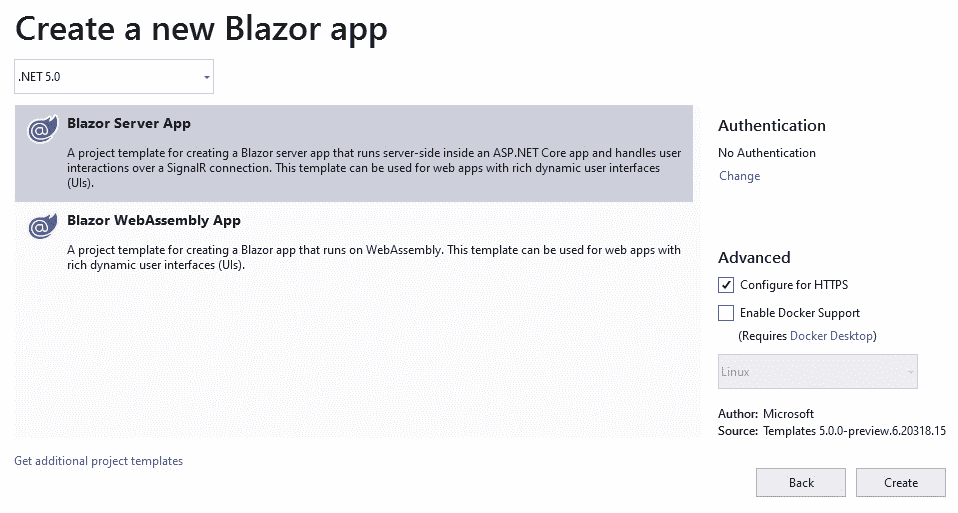 Create a new Blazor app
.NET 5.0
Blazor Server App
A project template for creating a Blazor server app that runs server-side inside an ASP.NET Core app and handles user
interactions over a SignalR connection. This template can be used for web apps with rich dynamic user interfaces
(UIs).
Blazor WebAssembly App
A project template for creating a Blazor app that runs on WebAssembly. This template can be used for web apps with
rich dynamic user interfaces (UIs).
Get additional project templates
Authentication
No Authentication
Change
Advanced
Configure for HTTPS
Enable Docker Support
(Requires Docker Desktop)
Linux
Author: Microsoft
Source: Templates 5.0.0-preview.6.20318.15
Back
Create